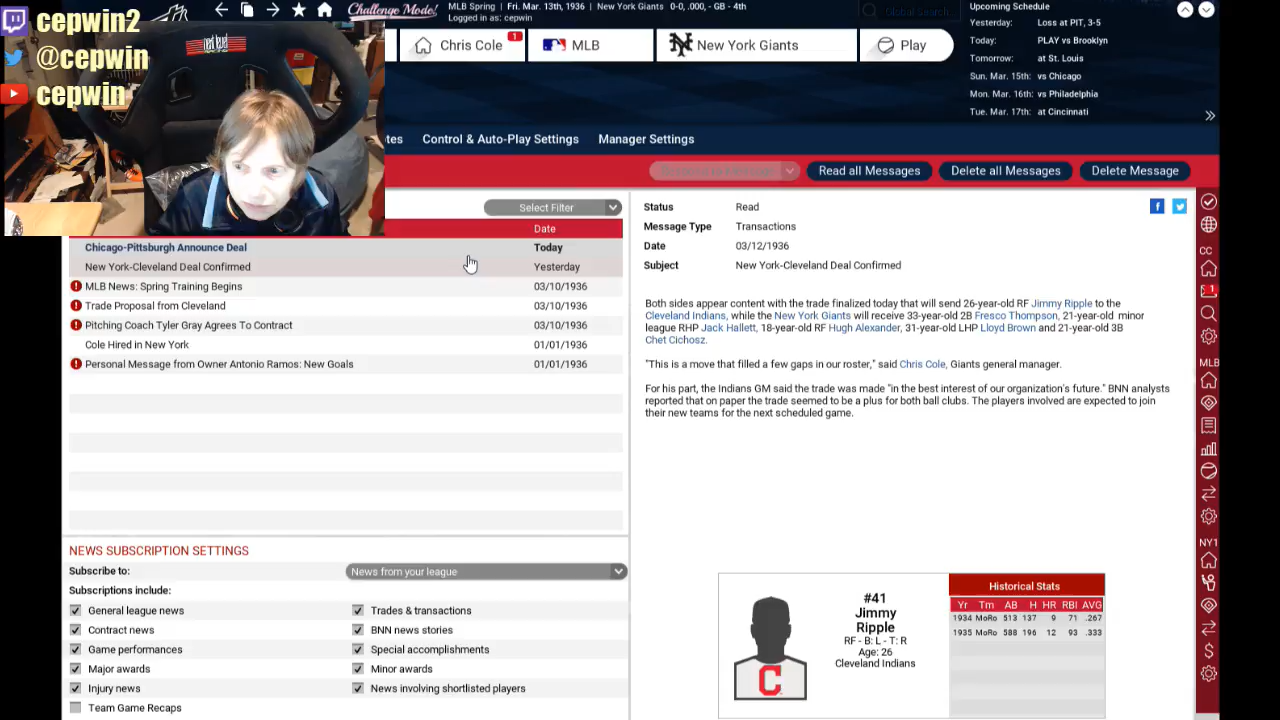 cepwin2
@cepwin
cepwin
Challenge Mode!
MLB Spring | Fri. Mar. 13th, 1936 | New York Giants 0-0, .000, - GB - 4th
Logged in as: cepwin
Global Search
Chris Cole
1
MLB
New York Giants
Play
Upcoming Schedule
Yesterday: Loss at PIT, 3-5
Today: PLAY vs Brooklyn
Tomorrow: at St. Louis
Sun. Mar. 15th: vs Chicago
Mon. Mar. 16th: vs Philadelphia
Tue. Mar. 17th: at Cincinnati
Control & Auto-Play Settings
Manager Settings
Read all Messages
Delete all Messages
Delete Message
Select Filter
Date
Chicago-Pittsburgh Announce Deal Today
New York-Cleveland Deal Confirmed Yesterday
MLB News: Spring Training Begins 03/10/1936
Trade Proposal from Cleveland 03/10/1936
Pitching Coach Tyler Gray Agrees To Contract 03/10/1936
Cole Hired in New York 01/01/1936
Personal Message from Owner Antonio Ramos: New Goals 01/01/1936
Status Read
Message Type Transactions
Date 03/12/1936
Subject New York-Cleveland Deal Confirmed
Both sides appear content with the trade finalized today that will send 26-year-old RF Jimmy Ripple to the
Cleveland Indians, while the New York Giants will receive 33-year-old 2B Fresco Thompson, 21-year-old minor
league RHP Jack Hallett, 18-year-old RF Hugh Alexander, 31-year-old LHP Lloyd Brown and 21-year-old 3B
Chet Cichosz.
"This is a move that filled a few gaps in our roster," said Chris Cole, Giants general manager.
For his part, the Indians GM said the trade was made "in the best interest of our organization's future." BNN analysts
reported that on paper the trade seemed to be a plus for both ball clubs. The players involved are expected to join
their new teams for the next scheduled game.
NEWS SUBSCRIPTION SETTINGS
Subscribe to: News from your league
Subscriptions include:
General league news
Trades & transactions
Contract news
BNN news stories
Game performances
Special accomplishments
Major awards
Minor awards
Injury news
News involving shortlisted players
Team Game Recaps
#41
Jimmy
Ripple
RF - B: L - T: R
Age: 26
Cleveland Indians
C
Historical Stats
Yr Tm AB H HR RBI AVG
1934 MoRo 513 137 9 71 .267
1935 MoRo 588 196 12 93 .333
CC
1
MLB
NY1